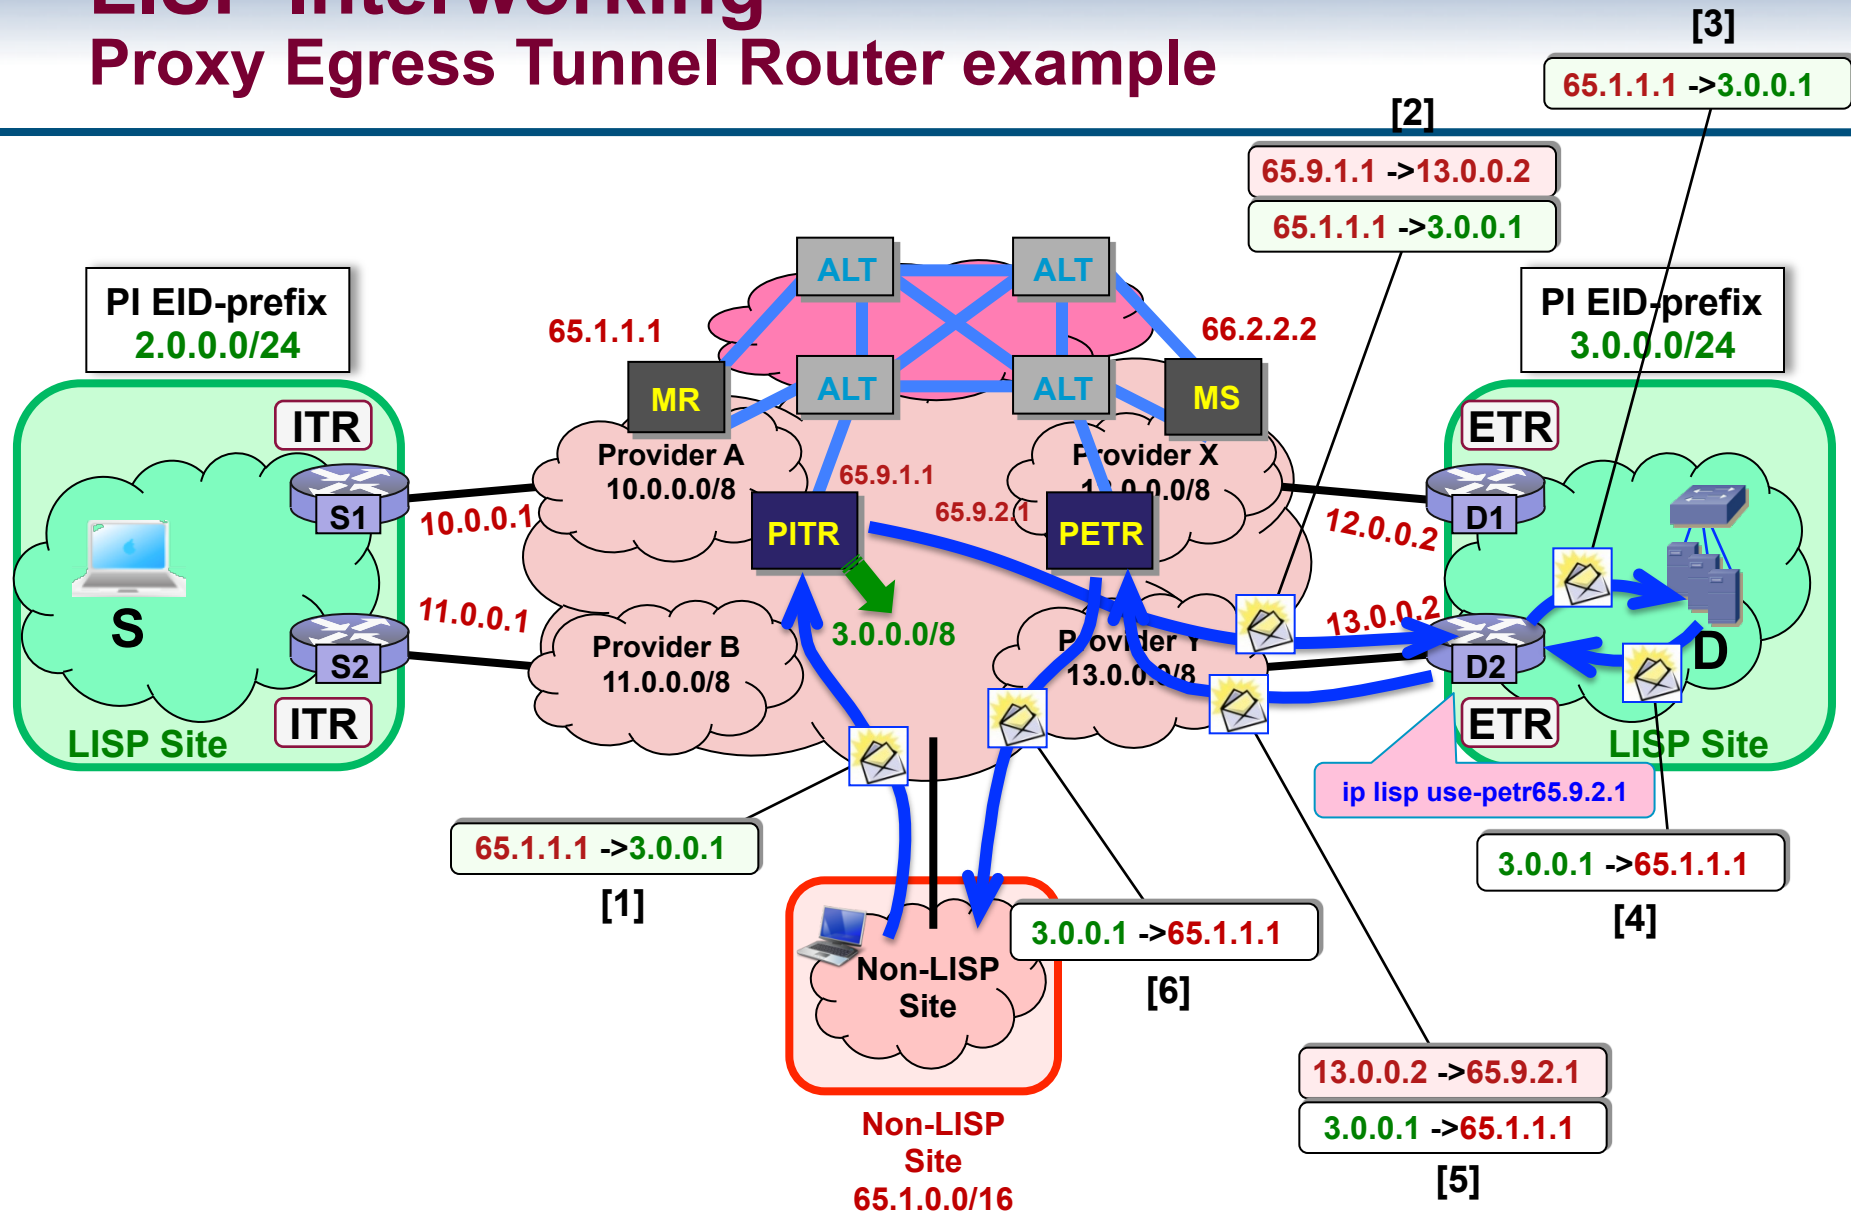 LISP Interworking
Proxy Egress Tunnel Router example
[3]
65.1.1.1 ->3.0.0.1
[2]
65.9.1.1 ->13.0.0.2
65.1.1.1 ->3.0.0.1
PI EID-prefix
2.0.0.0/24
65.1.1.1
ALT
ALT
66.2.2.2
PI EID-prefix
3.0.0.0/24
MR
ALT
ALT
MS
ITR
ETR
Provider A
10.0.0.0/8
65.9.1.1
65.9.2.1
Provider X
12.0.0.0/8
S1
10.0.0.1
PITR
PETR
12.0.0.2
D1
S
11.0.0.1
3.0.0.0/8
13.0.0.2
S2
Provider B
11.0.0.0/8
Provider Y
13.0.0.0/8
D2
D
ITR
LISP Site
ETR
LISP Site
ip lisp use-petr65.9.2.1
65.1.1.1 ->3.0.0.1
[1]
3.0.0.1 ->65.1.1.1
[4]
3.0.0.1 ->65.1.1.1
[6]
Non-LISP
Site
13.0.0.2 ->65.9.2.1
3.0.0.1 ->65.1.1.1
[5]
Non-LISP
Site
65.1.0.0/16